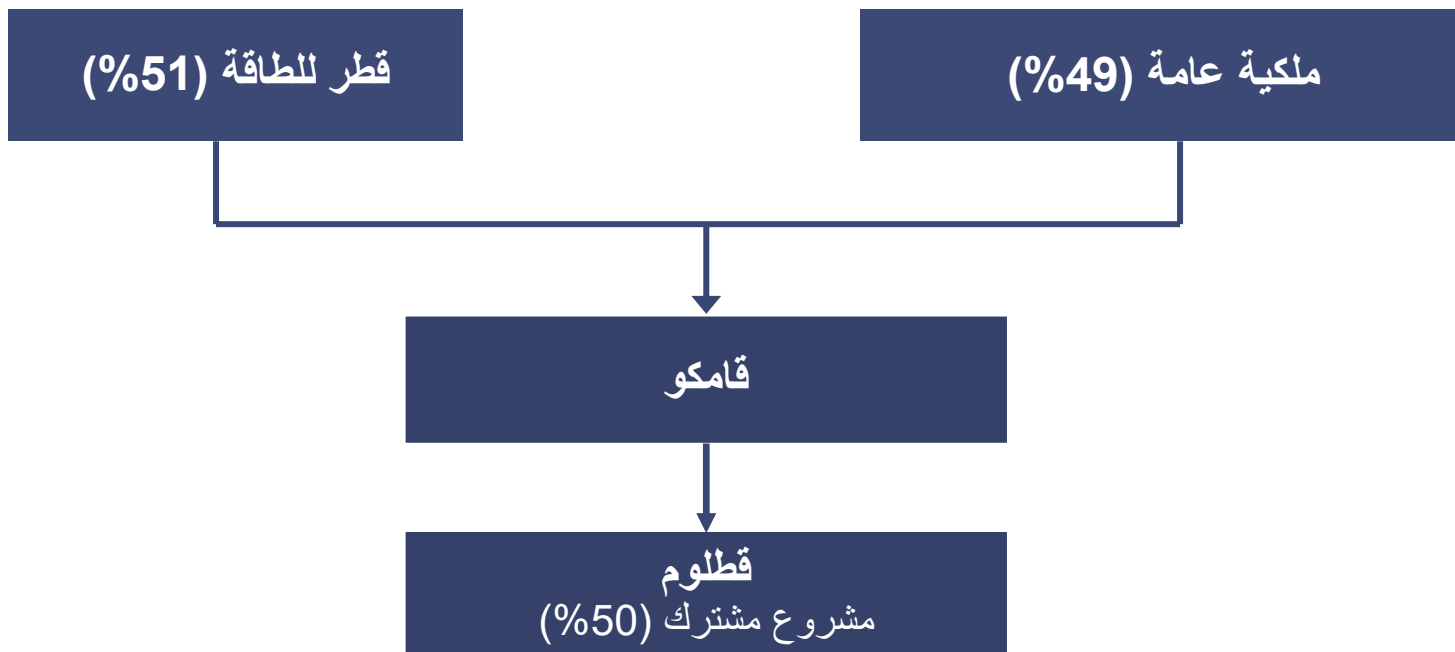 ملكية عامة (49%)
قطر للطاقة (51%)
قامكو
قطلوم
مشروع مشترك (50%)